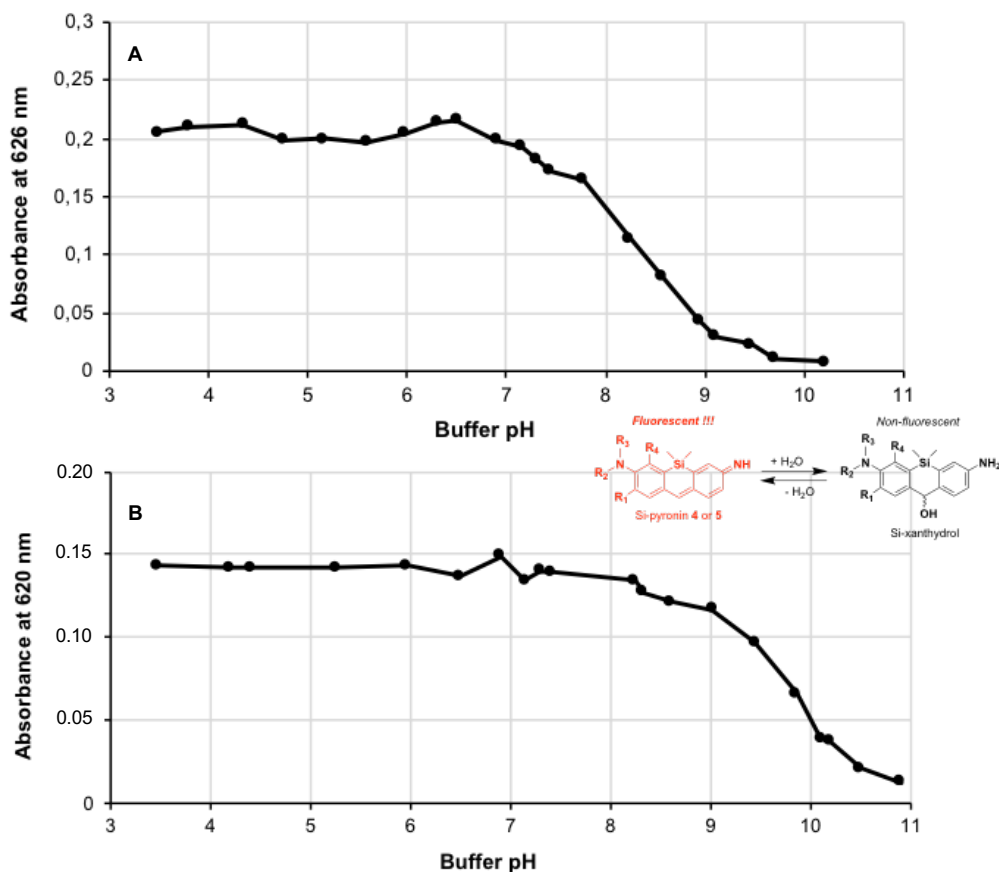 A
Absorbance at 626 nm
0,3
0,25
0,2
0,15
0,1
0,05
0
3 4 5 6 7 8 9 10 11
Buffer pH
Fluorescent !!!
Non-fluorescent
R3
R4
R2
N
Si
NH
R1
+ H2O
- H2O
R3
R4
R2
N
Si
NH2
R1
OH
Si-pyronin 4 or 5
Si-xanthydrol
B
Absorbance at 620 nm
0.20
0.15
0.10
0.05
0
3 4 5 6 7 8 9 10 11
Buffer pH